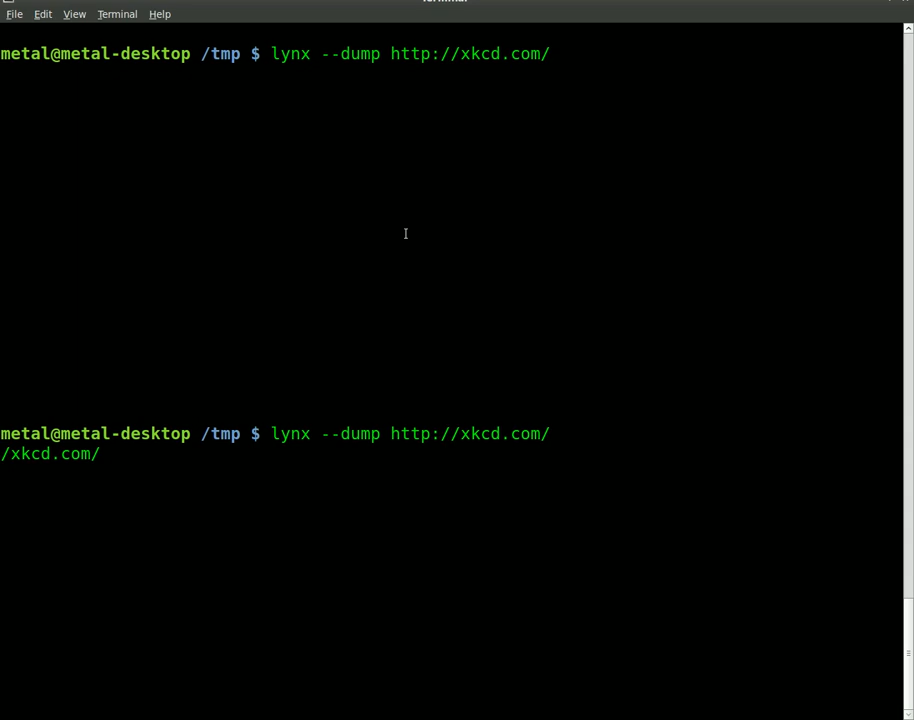 Terminal
File Edit View Terminal Help
metal@metal-desktop /tmp $ lynx --dump http://xkcd.com/
metal@metal-desktop /tmp $ lynx --dump http://xkcd.com/
/xkcd.com/